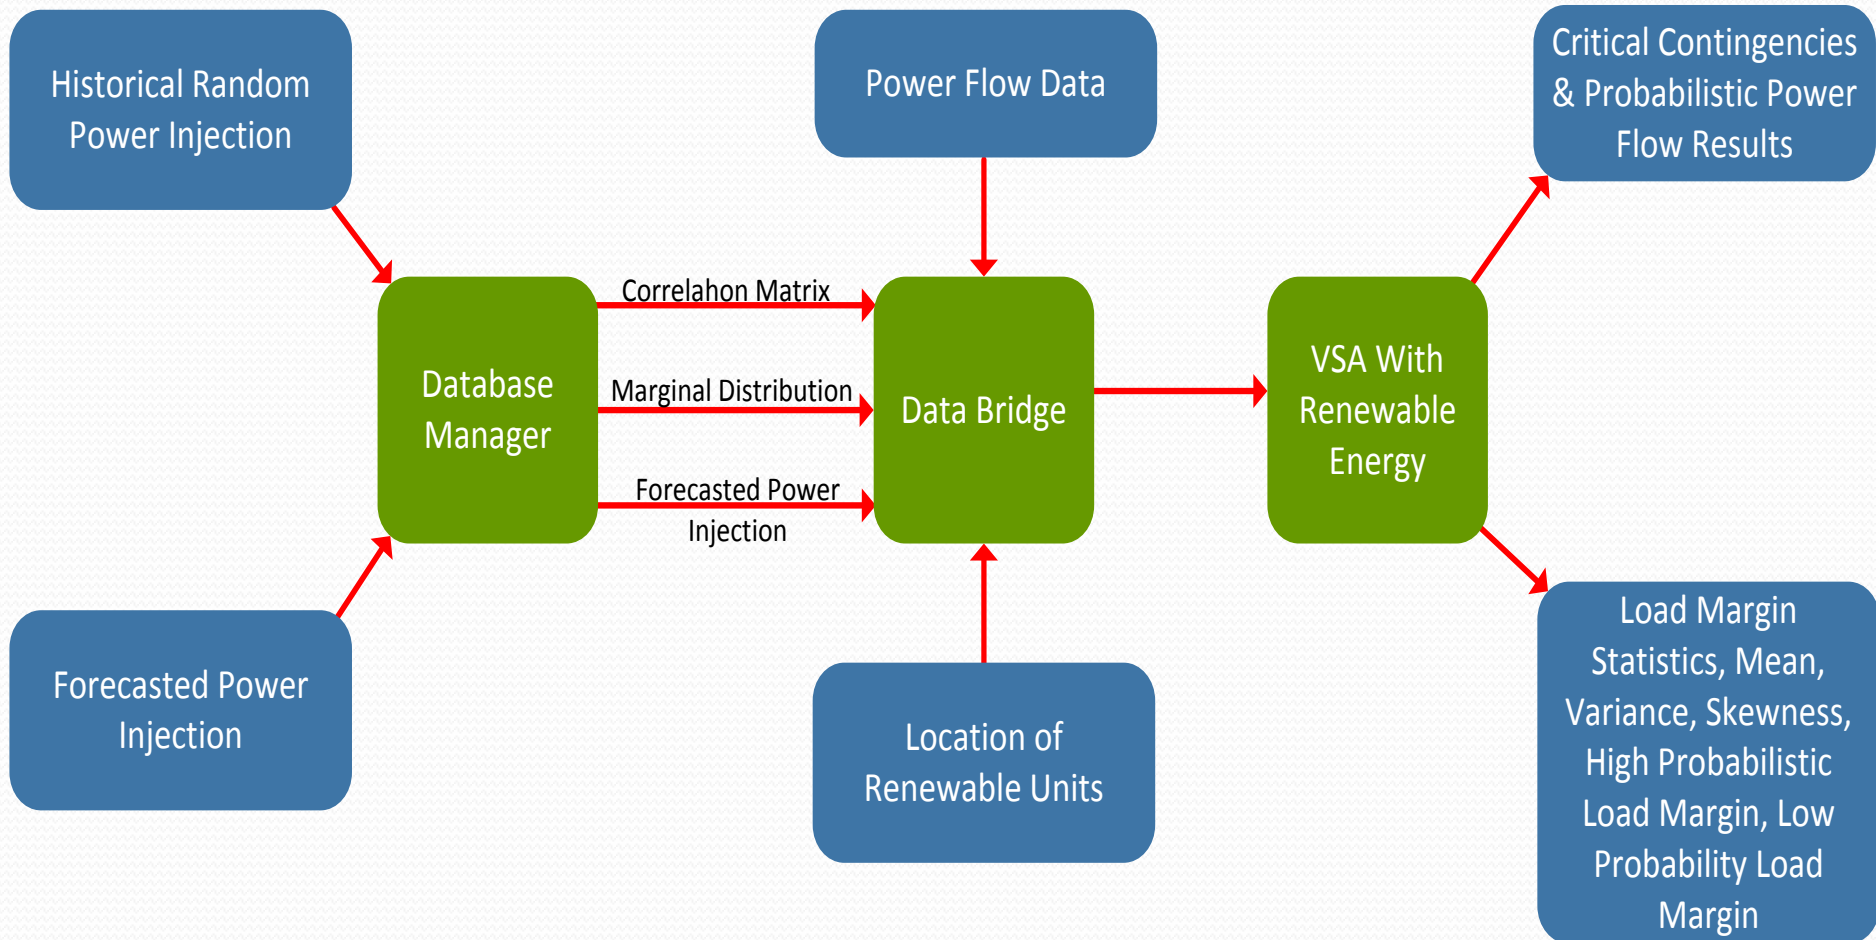 Historical Random
Power Injection
Power Flow Data
Critical Contingencies
& Probabilistic Power
Flow Results
Database
Manager
Correlahon Matrix
Marginal Distribution
Forecasted Power
Injection
Data Bridge
VSA With
Renewable
Energy
Forecasted Power
Injection
Location of
Renewable Units
Load Margin
Statistics, Mean,
Variance, Skewness,
High Probabilistic
Load Margin, Low
Probability Load
Margin